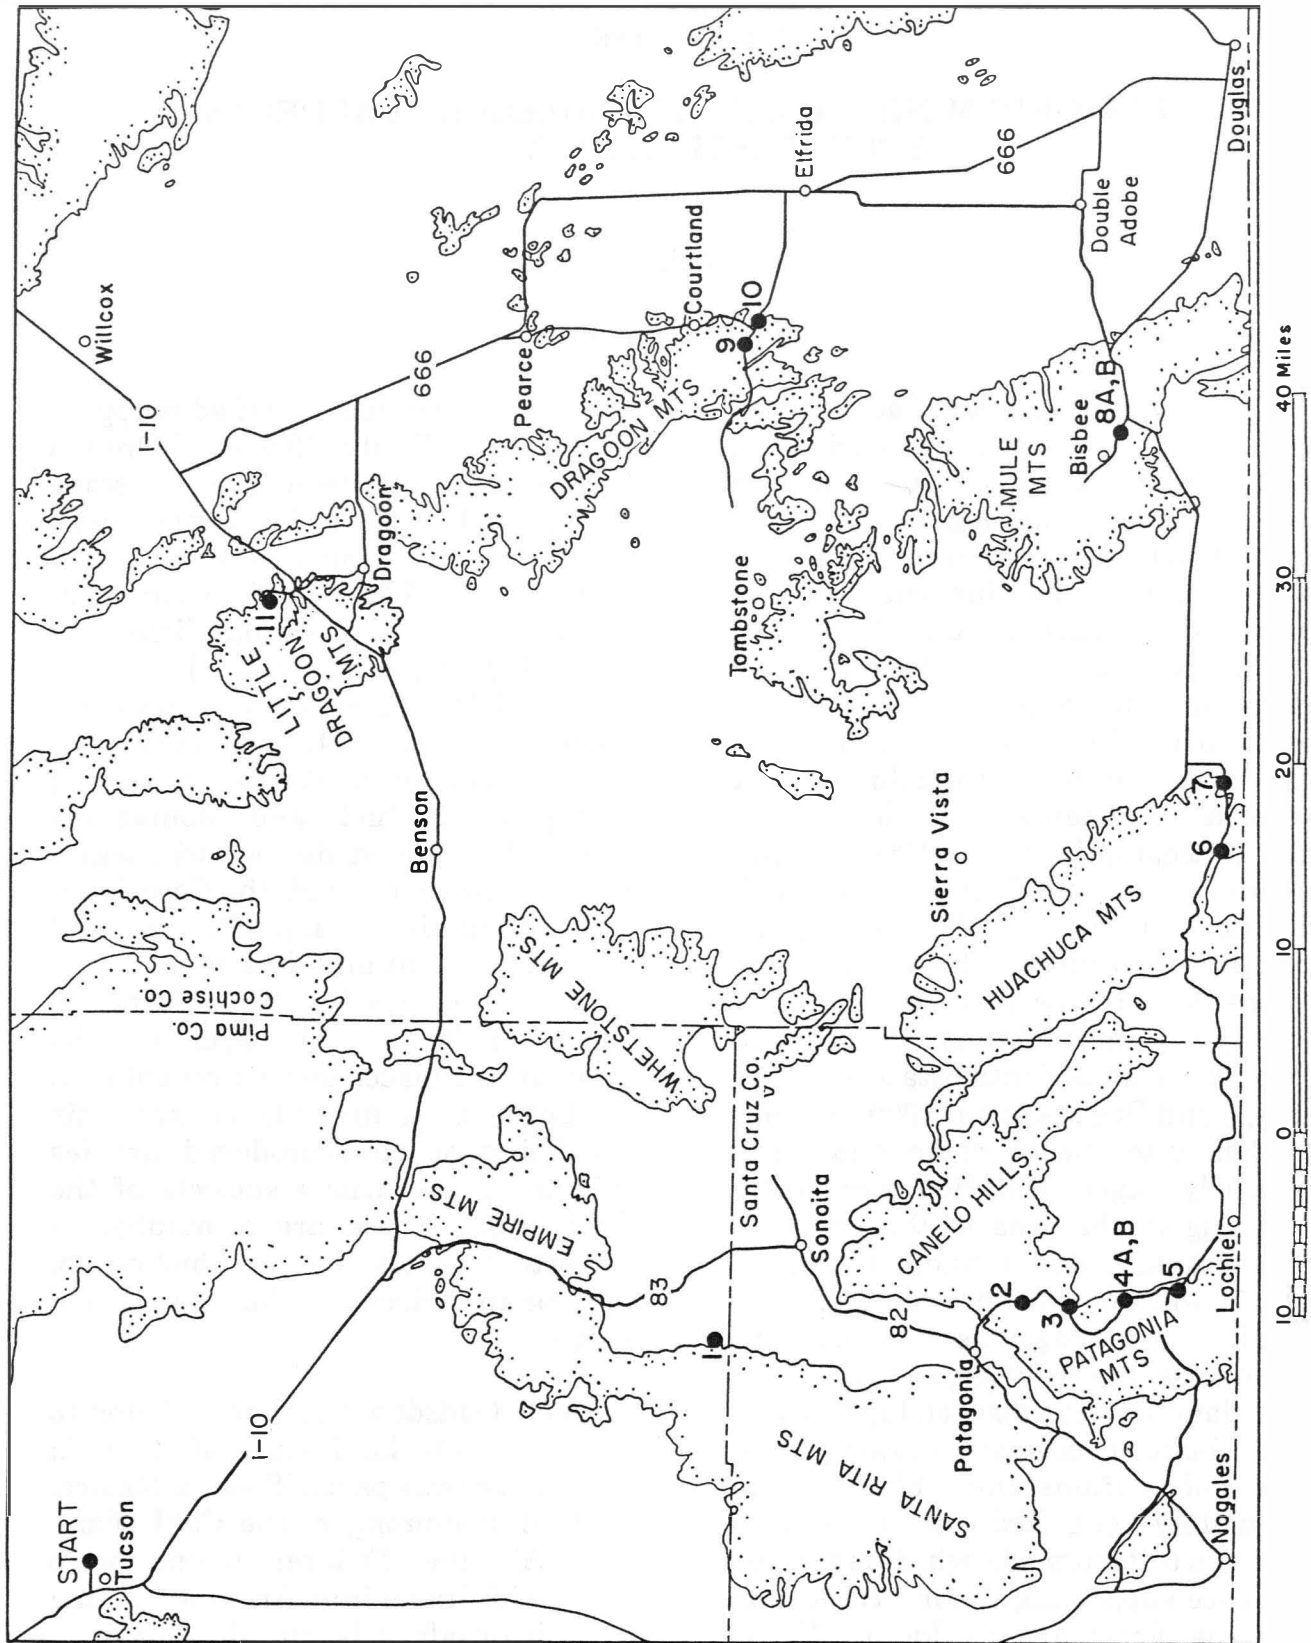 START
Tucson
I-10
I-10
Willcox
666
Pearce
Courtland
9
10
Elfrida
666
Double
Adobe
Douglas
DRAGOON MTS
Dragoon
11
LITTLE
DRAGOON
MTS
Benson
Tombstone
MULE
MTS
Bisbee
8A,B
Sierra Vista
7
6
HUACHUCA MTS
WHETSTONE MTS
Pima Co.
Cochise Co.
Santa Cruz Co.
EMPIRE MTS
83
Sonoita
CANELO HILLS
82
1
2
3
4A,B
5
Lochiel
PATAGONIA
MTS
Patagonia
SANTA RITA MTS
Nogales
10 0 10 20 30 40 Miles